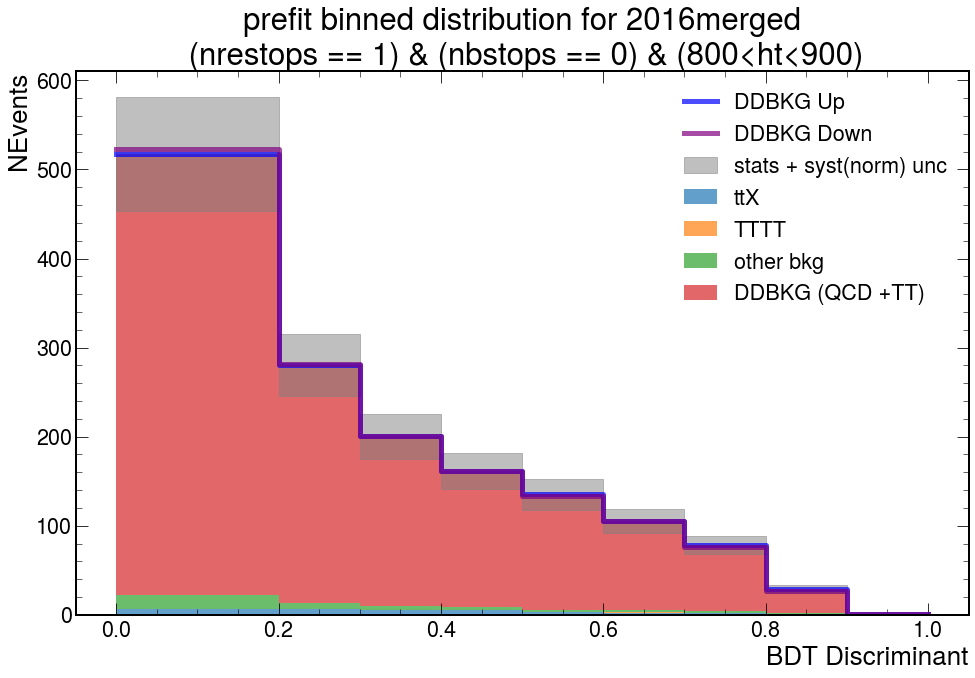 prefit binned distribution for 2016merged
(nrestops == 1) & (nbstops == 0) & (800<ht<900)
NEvents
600
500
400
300
200
100
0
DDBKG Up
DDBKG Down
stats + syst(norm) unc
ttX
TTTT
other bkg
DDBKG (QCD +TT)
0.0 0.2 0.4 0.6 0.8 1.0
BDT Discriminant